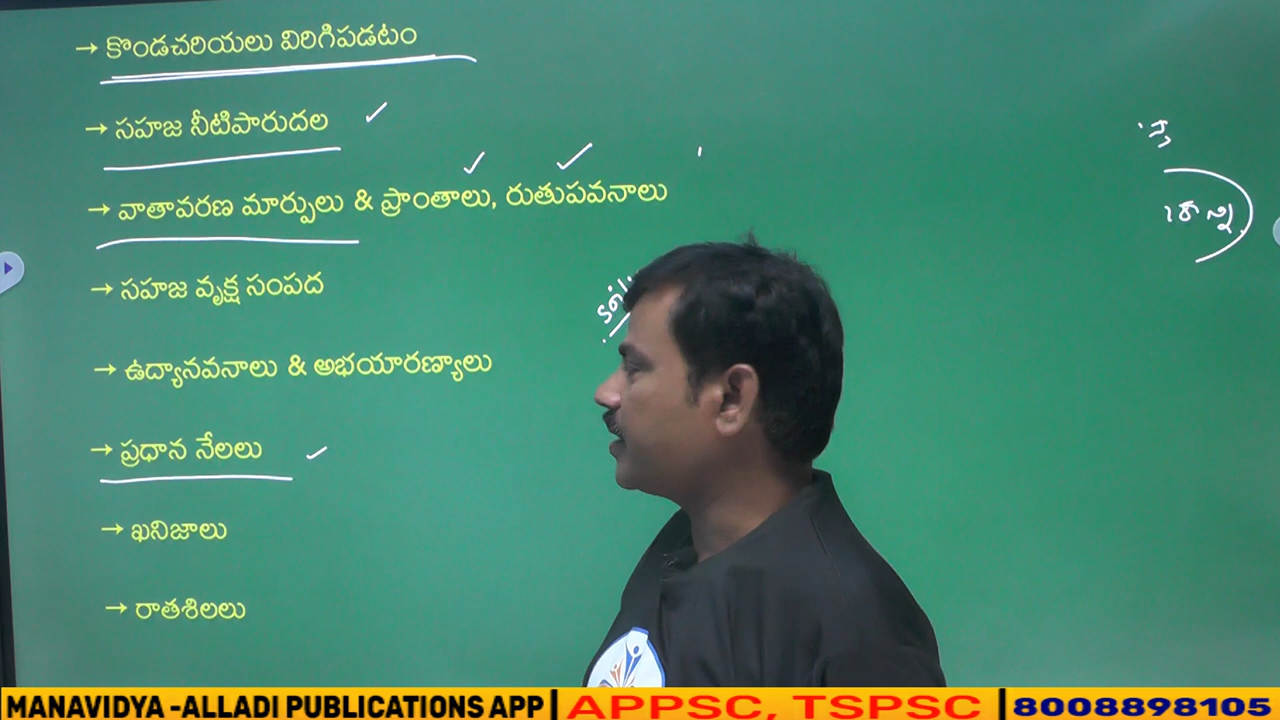 → కొండచరియలు విరిగిపడటం
→ సహజ నీటిపారుదల
→ వాతావరణ మార్పులు & ప్రాంతాలు, రుతుపవనాలు
→ సహజ వృక్ష సంపద
→ ఉద్యానవనాలు & అభయారణ్యాలు
→ ప్రధాన నేలలు
→ ఖనిజాలు
→ రాతశిలలు
MANAVIDYA -ALLADI PUBLICATIONS APP | APPSC, TSPSC | 8008898105